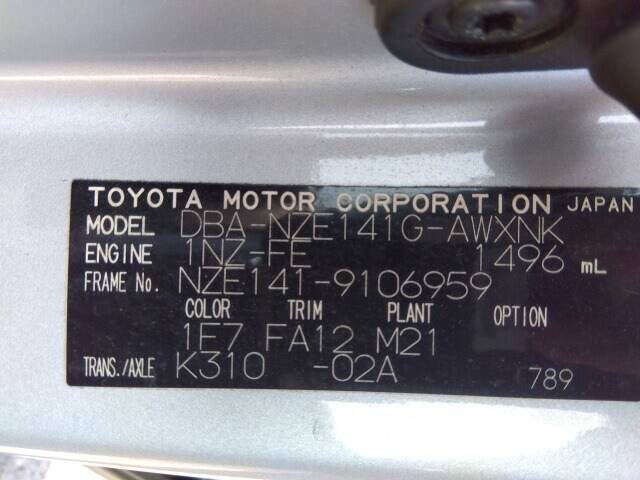 TOYOTA MOTOR CORPORATION JAPAN
MODEL DBA-NZE141G-AWXNK
ENGINE 1NZ-FE 1496 mL
FRAME No. NZE141-9106959
COLOR TRIM PLANT OPTION
1E7 FA12 M21
TRANS./AXLE K310 -02A
789